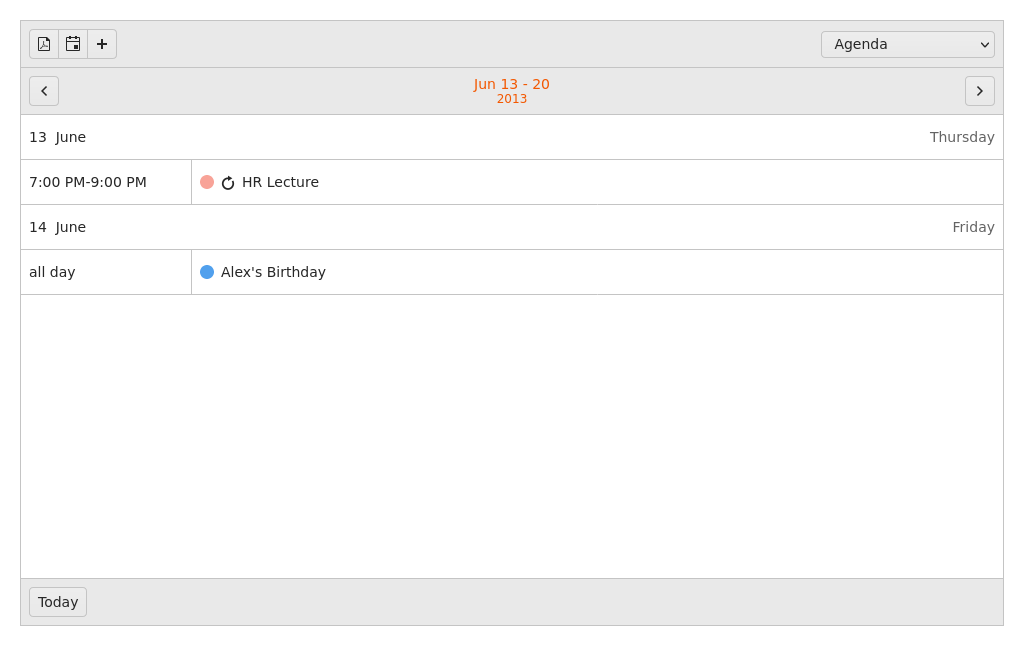 Agenda
Jun 13 - 20
2013
13 June Thursday
7:00 PM-9:00 PM HR Lecture
14 June Friday
all day Alex's Birthday
Today